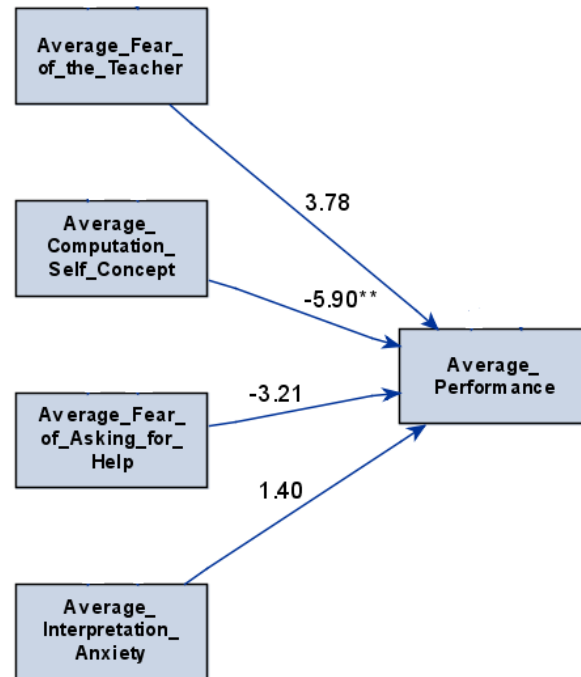 Average_Fear_
of_the_Teacher
3.78
Average_
Computation_
Self_Concept
-5.90**
Average_
Performance
Average_Fear_
of_Asking_for_
Help
-3.21
1.40
Average_
Interpretation_
Anxiety